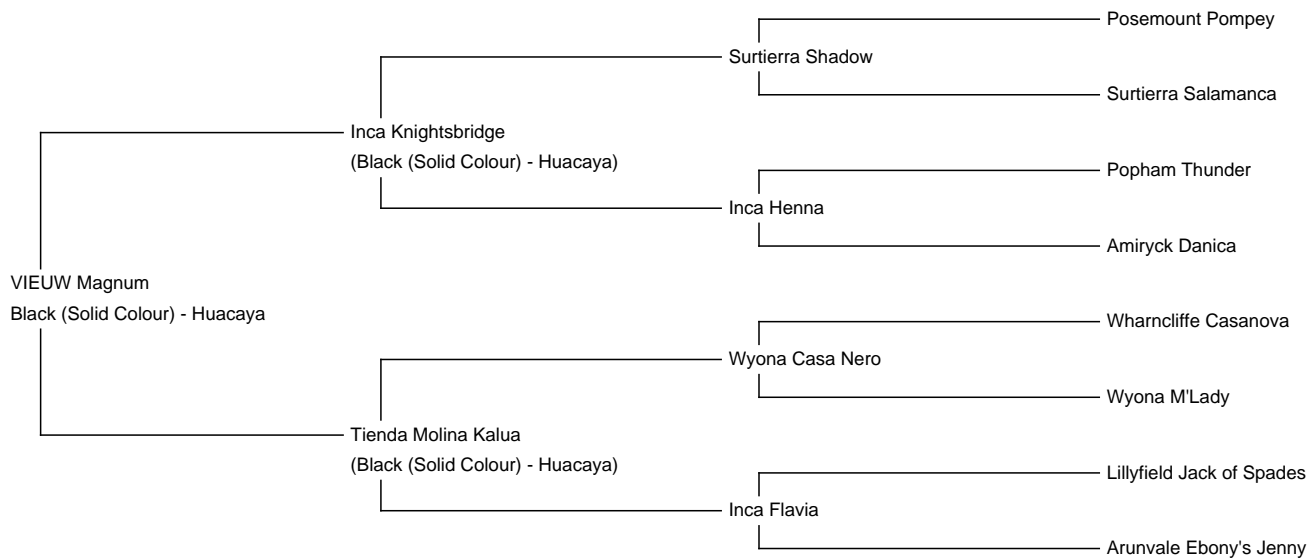 Posemount Pompey
Surtierra Shadow
Surtierra Salamanca
Inca Knightsbridge
(Black (Solid Colour) - Huacaya)
Popham Thunder
Inca Henna
Amiryck Danica
VIEUW Magnum
Black (Solid Colour) - Huacaya
Wharncliffe Casanova
Wyona Casa Nero
Wyona M'Lady
Tienda Molina Kalua
(Black (Solid Colour) - Huacaya)
Lillyfield Jack of Spades
Inca Flavia
Arunvale Ebony's Jenny